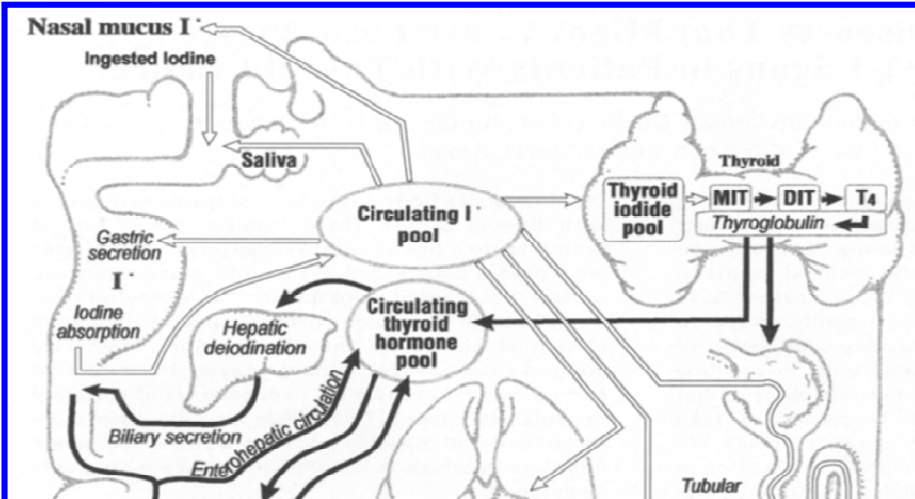 Nasal mucus I-
Ingested Iodine
Saliva
Thyroid
Thyroid
iodide
pool
MIT
DIT
T4
Thyroglobulin
Circulating I-
pool
Gastric
secretion
I-
Iodine
absorption
Circulating
thyroid
hormone
pool
Hepatic
deiodination
Biliary secretion
Enterohepatic circulation
Tubular